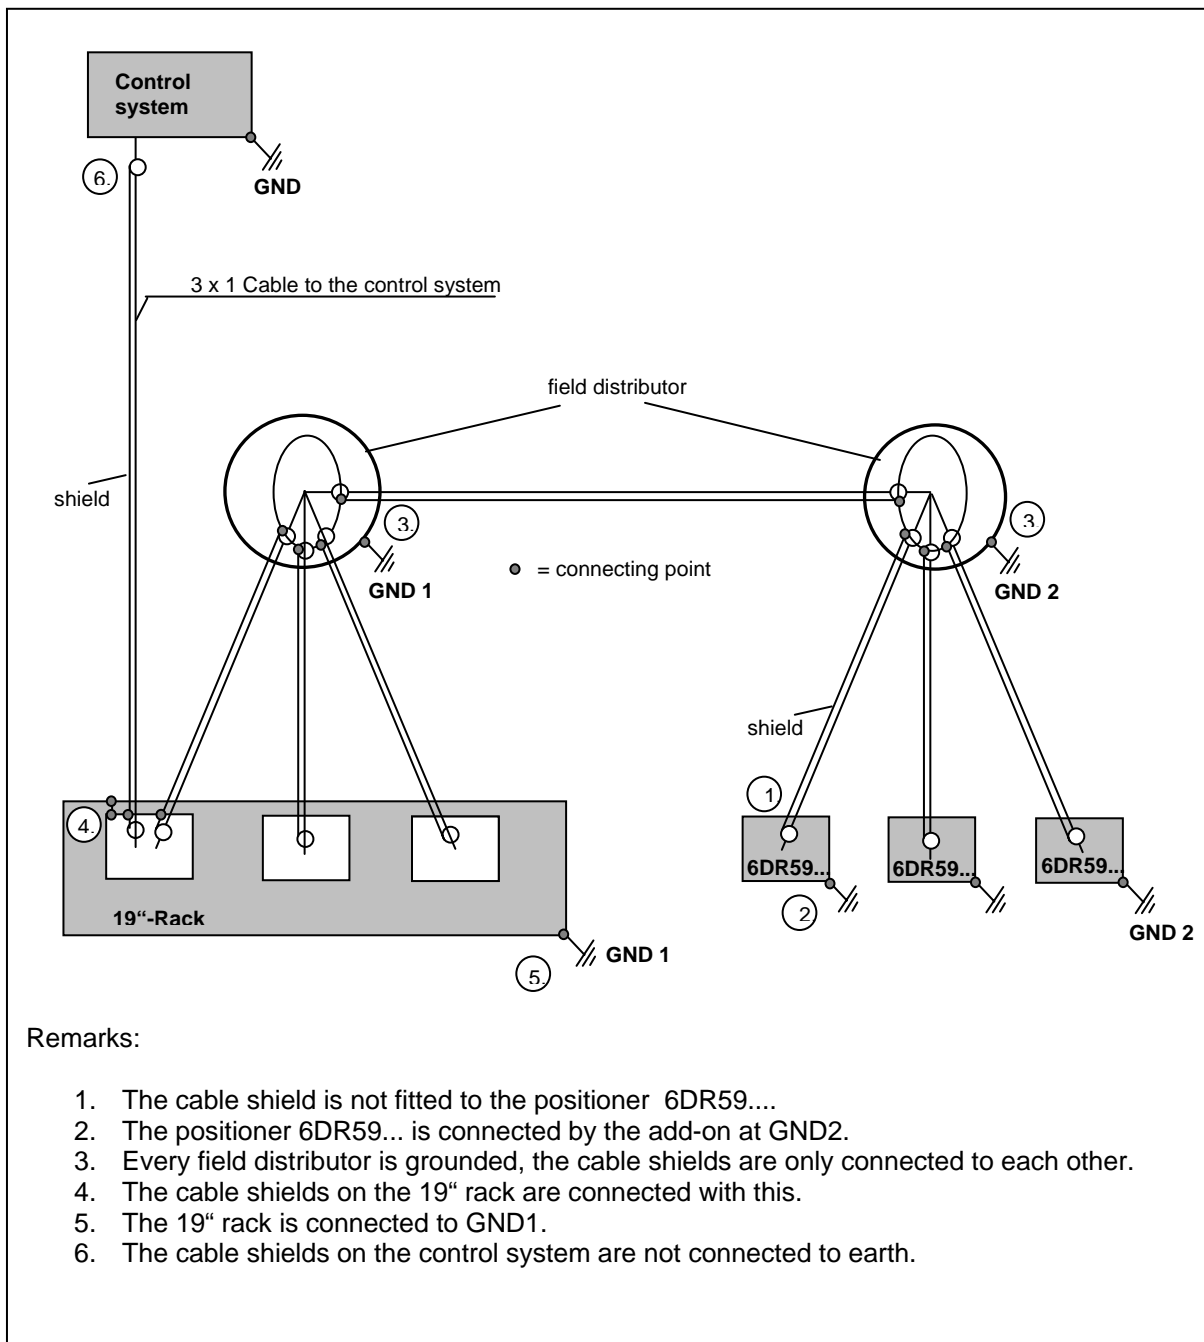 Control
system
6.
GND
3 x 1 Cable to the control system
field distributor
shield
3.
3.
GND 1
= connecting point
GND 2
shield
1.
4.
6DR59...
6DR59...
6DR59...
2.
19“-Rack
GND 2
GND 1
5.
Remarks:
1. The cable shield is not fitted to the positioner 6DR59....
2. The positioner 6DR59... is connected by the add-on at GND2.
3. Every field distributor is grounded, the cable shields are only connected to each other.
4. The cable shields on the 19“ rack are connected with this.
5. The 19“ rack is connected to GND1.
6. The cable shields on the control system are not connected to earth.